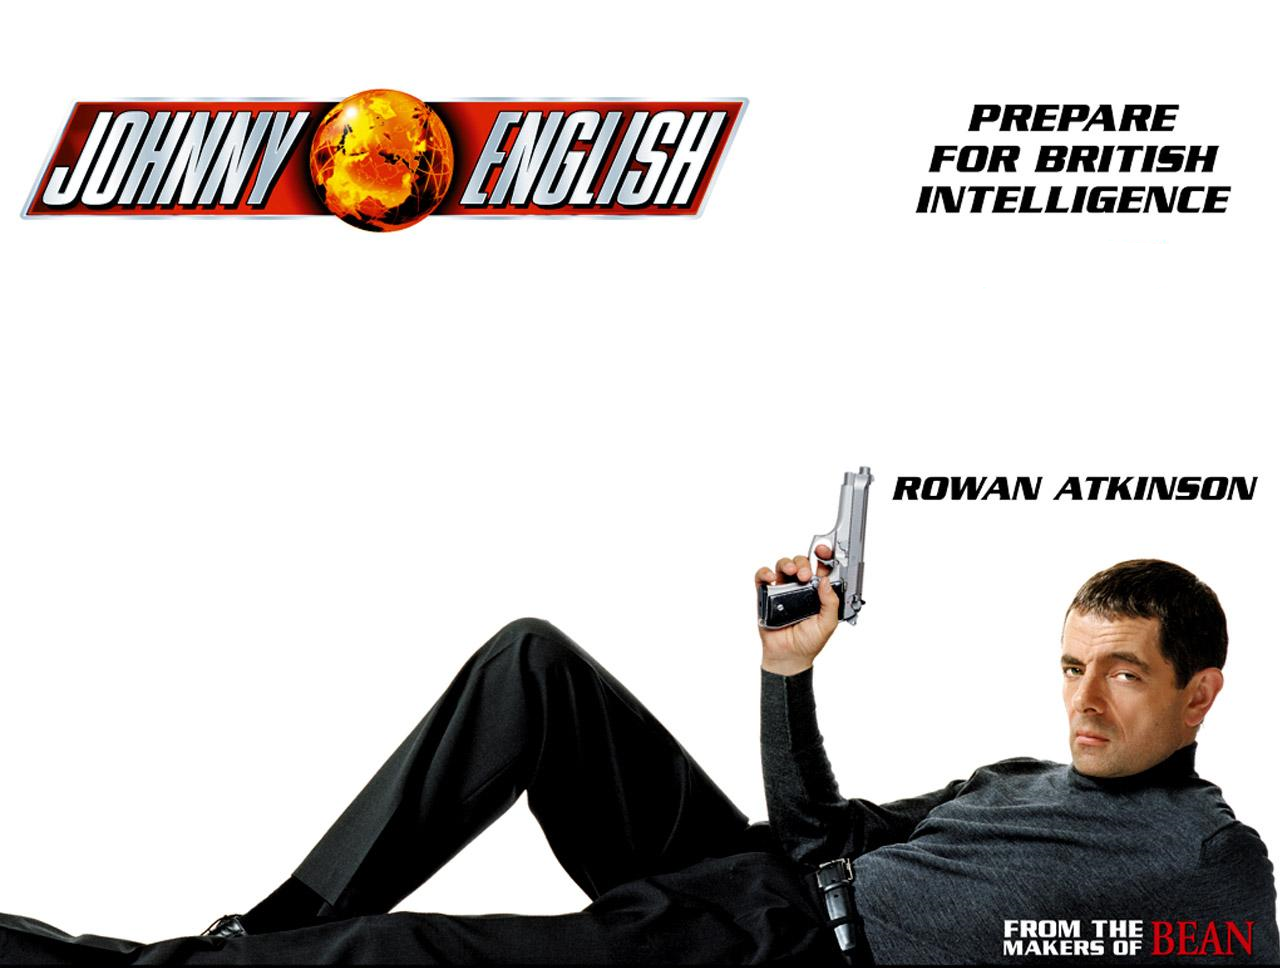 JOHNNY ENGLISH
PREPARE
FOR BRITISH
INTELLIGENCE
ROWAN ATKINSON
FROM THE
MAKERS OF BEAN